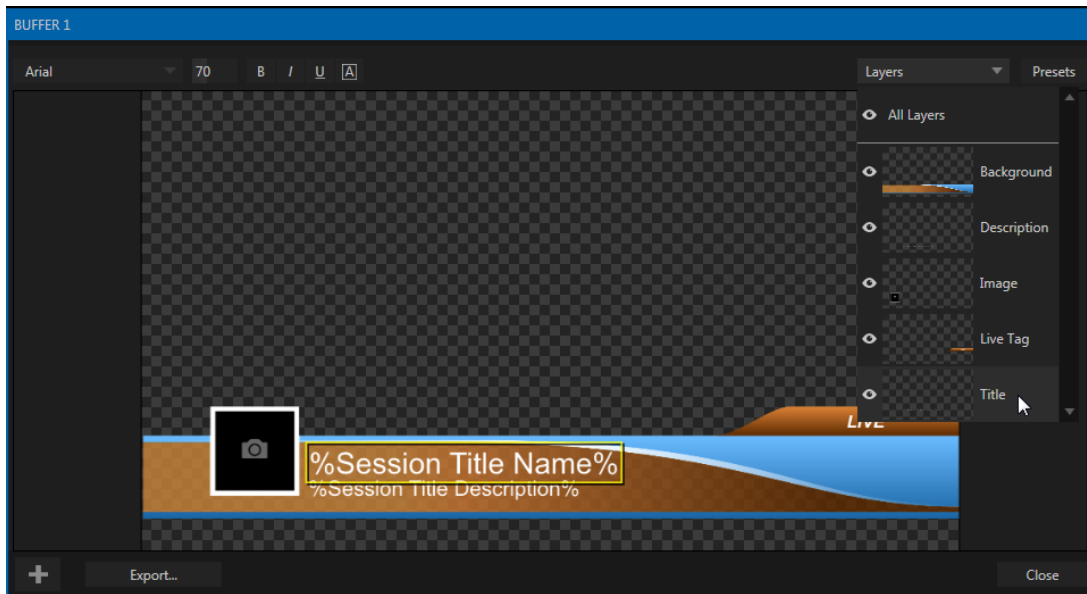 BUFFER 1
Arial 70 B I U A Layers Presets
All Layers
Background
Description
Image
Live Tag
Title
LIVE
%Session Title Name%
%Session Title Description%
Export... Close